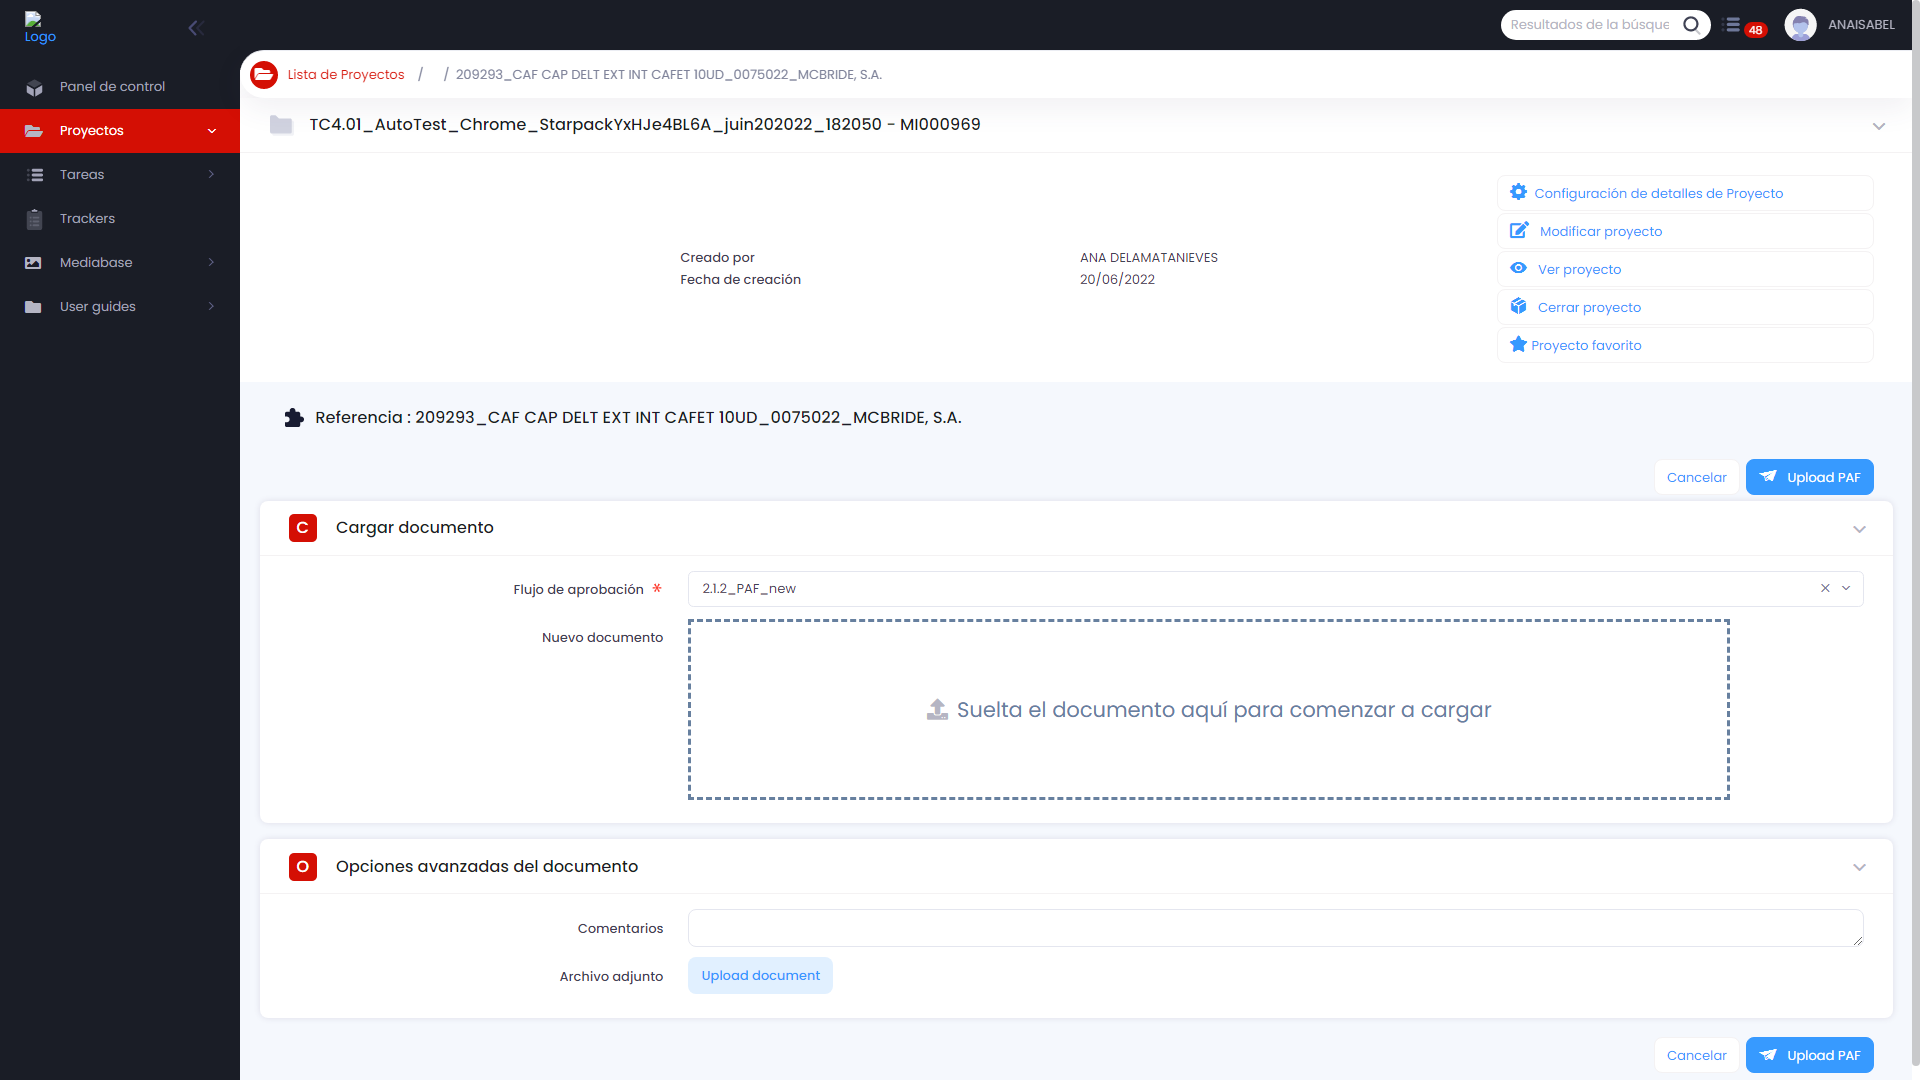 Logo
Resultados de la búsque
48
ANAISABEL
Panel de control
Proyectos
Tareas
Trackers
Mediabase
User guides
Lista de Proyectos / / 209293_CAF CAP DELT EXT INT CAFET 10UD_0075022_MCBRIDE, S.A.
TC4.01_AutoTest_Chrome_StarpackYxHJe4BL6A_juin202022_182050 - MI000969
Creado por ANA DELAMATANIEVES
Fecha de creación 20/06/2022
Configuración de detalles de Proyecto
Modificar proyecto
Ver proyecto
Cerrar proyecto
Proyecto favorito
Referencia : 209293_CAF CAP DELT EXT INT CAFET 10UD_0075022_MCBRIDE, S.A.
Cancelar Upload PAF
C Cargar documento
Flujo de aprobación * 2.1.2_PAF_new
Nuevo documento
Suelta el documento aquí para comenzar a cargar
O Opciones avanzadas del documento
Comentarios
Archivo adjunto Upload document
Cancelar Upload PAF